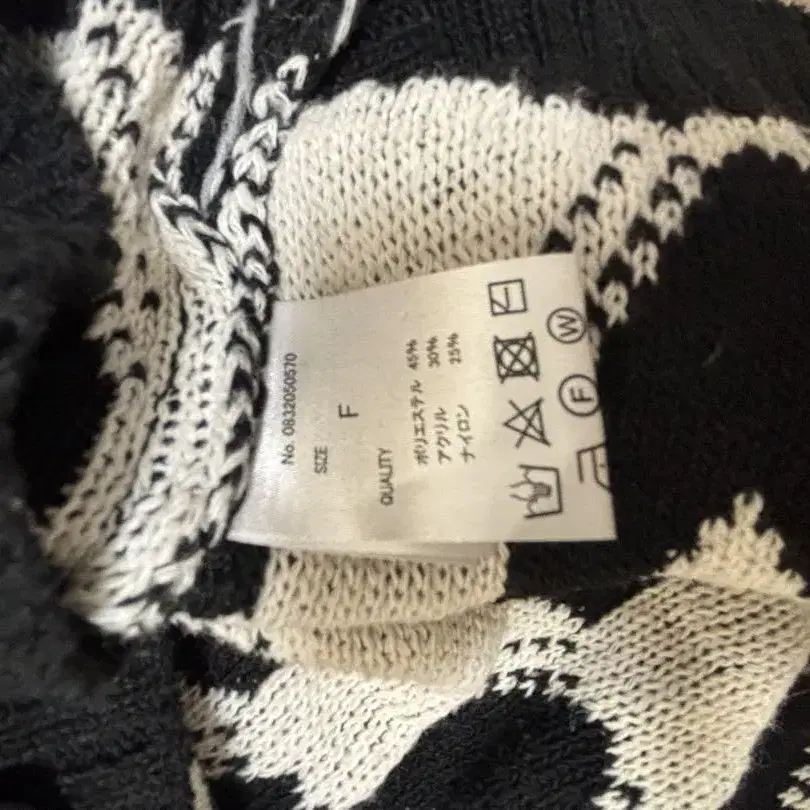 No. 0832050570
SIZE
F
QUALITY
ポリエステル 45%
アクリル 30%
ナイロン 25%
F
W